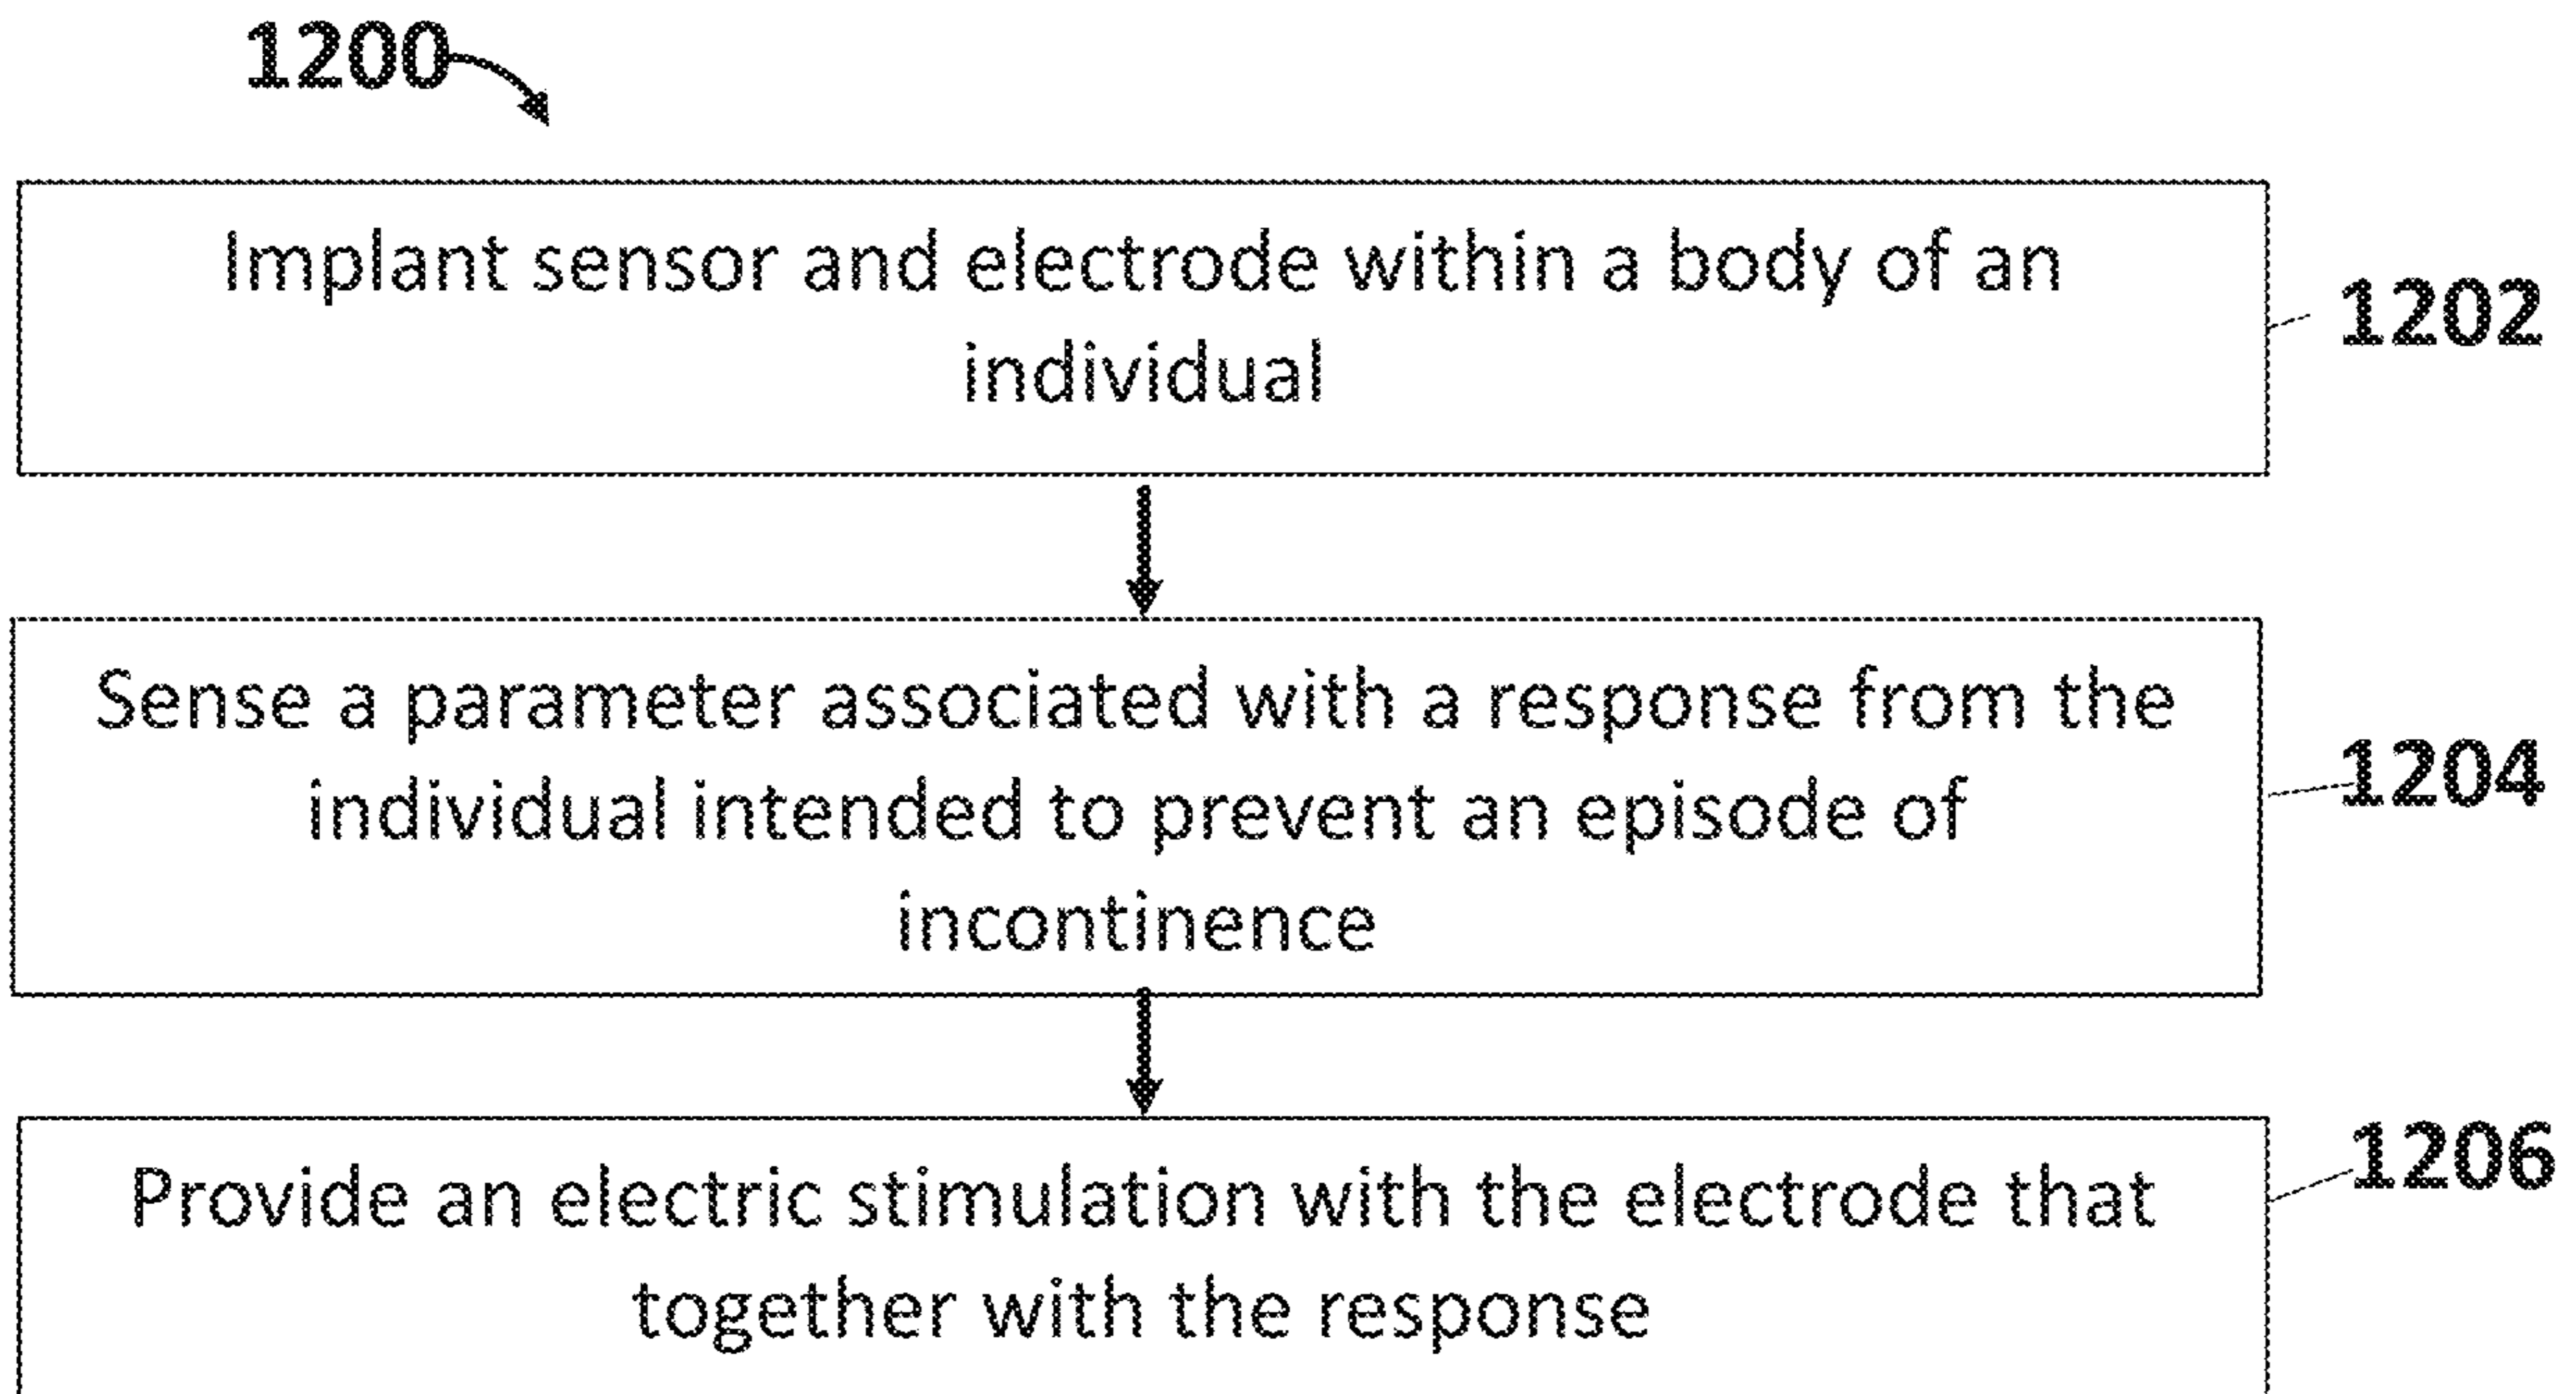 1200
Implant sensor and electrode within a body of an
individual
1202
Sense a parameter associated with a response from the
individual intended to prevent an episode of
incontinence
1204
Provide an electric stimulation with the electrode that
together with the response
1206